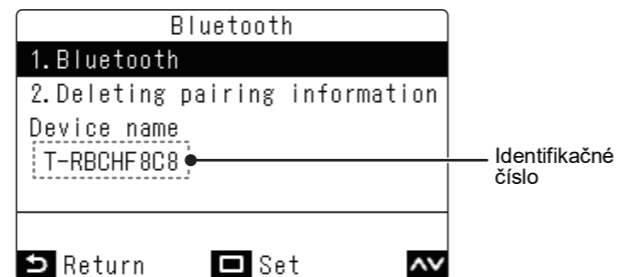 Bluetooth
1.Bluetooth
2.Deleting pairing information
Device name
T-RBCHF8C8
Identifikačné
číslo
Return Set